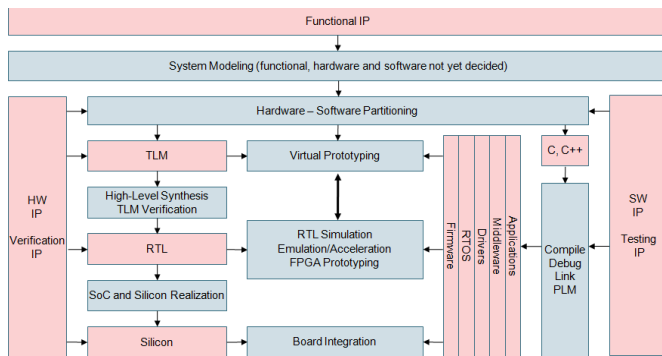 Functional IP
System Modeling (functional, hardware and software not yet decided)
Hardware – Software Partitioning
HW
IP
Verification
IP
TLM
High-Level Synthesis
TLM Verification
RTL
SoC and Silicon Realization
Silicon
Virtual Prototyping
RTL Simulation
Emulation/Acceleration
FPGA Prototyping
Board Integration
Firmware
RTOS
Drivers
Middleware
Applications
C, C++
Compile
Debug
Link
PLM
SW
IP
Testing
IP